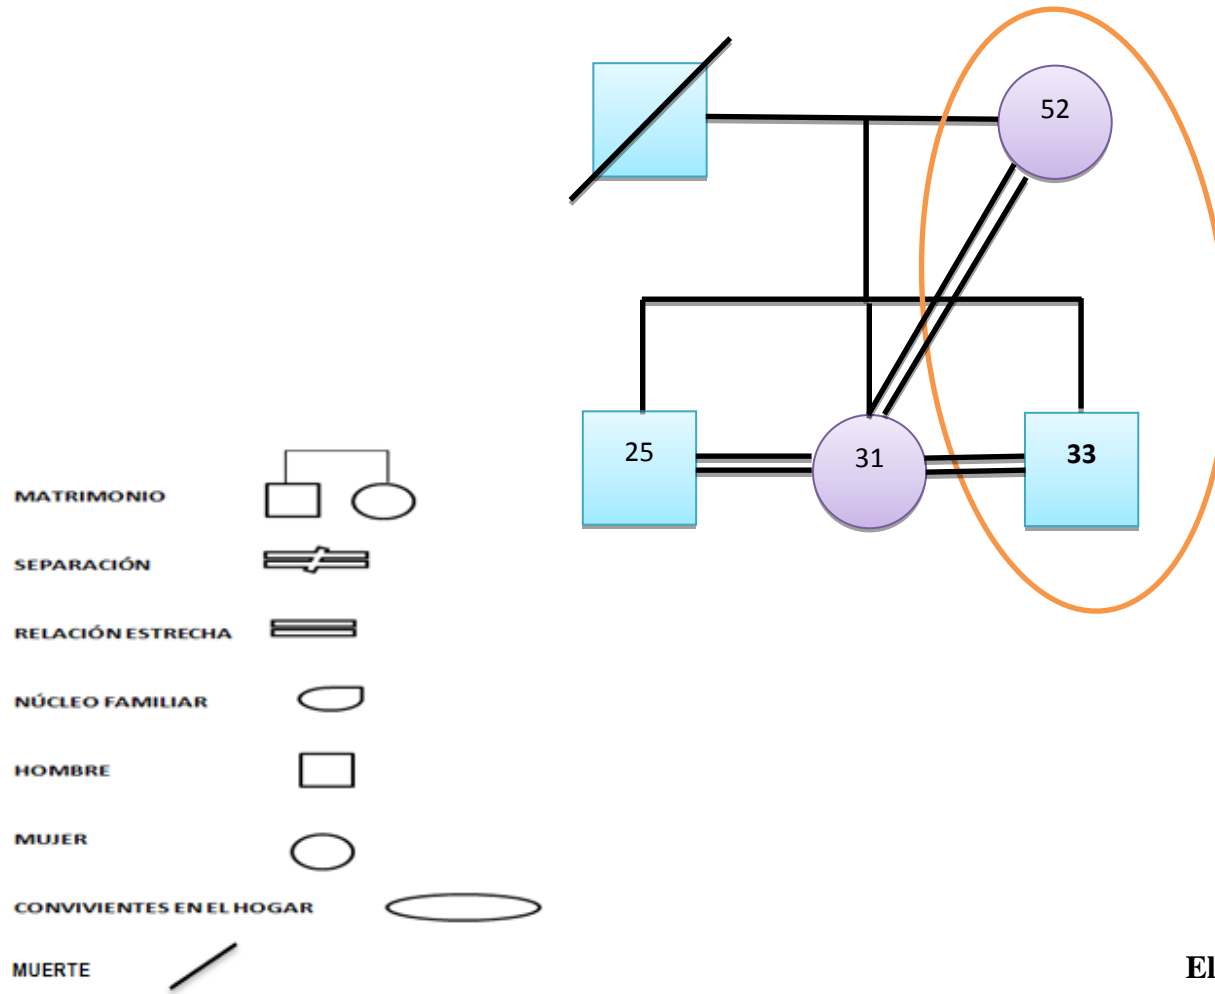 52
25
31
33
MATRIMONIO
SEPARACIÓN
RELACIÓN ESTRECHA
NÚCLEO FAMILIAR
HOMBRE
MUJER
CONVIVIENTES EN EL HOGAR
MUERTE
El